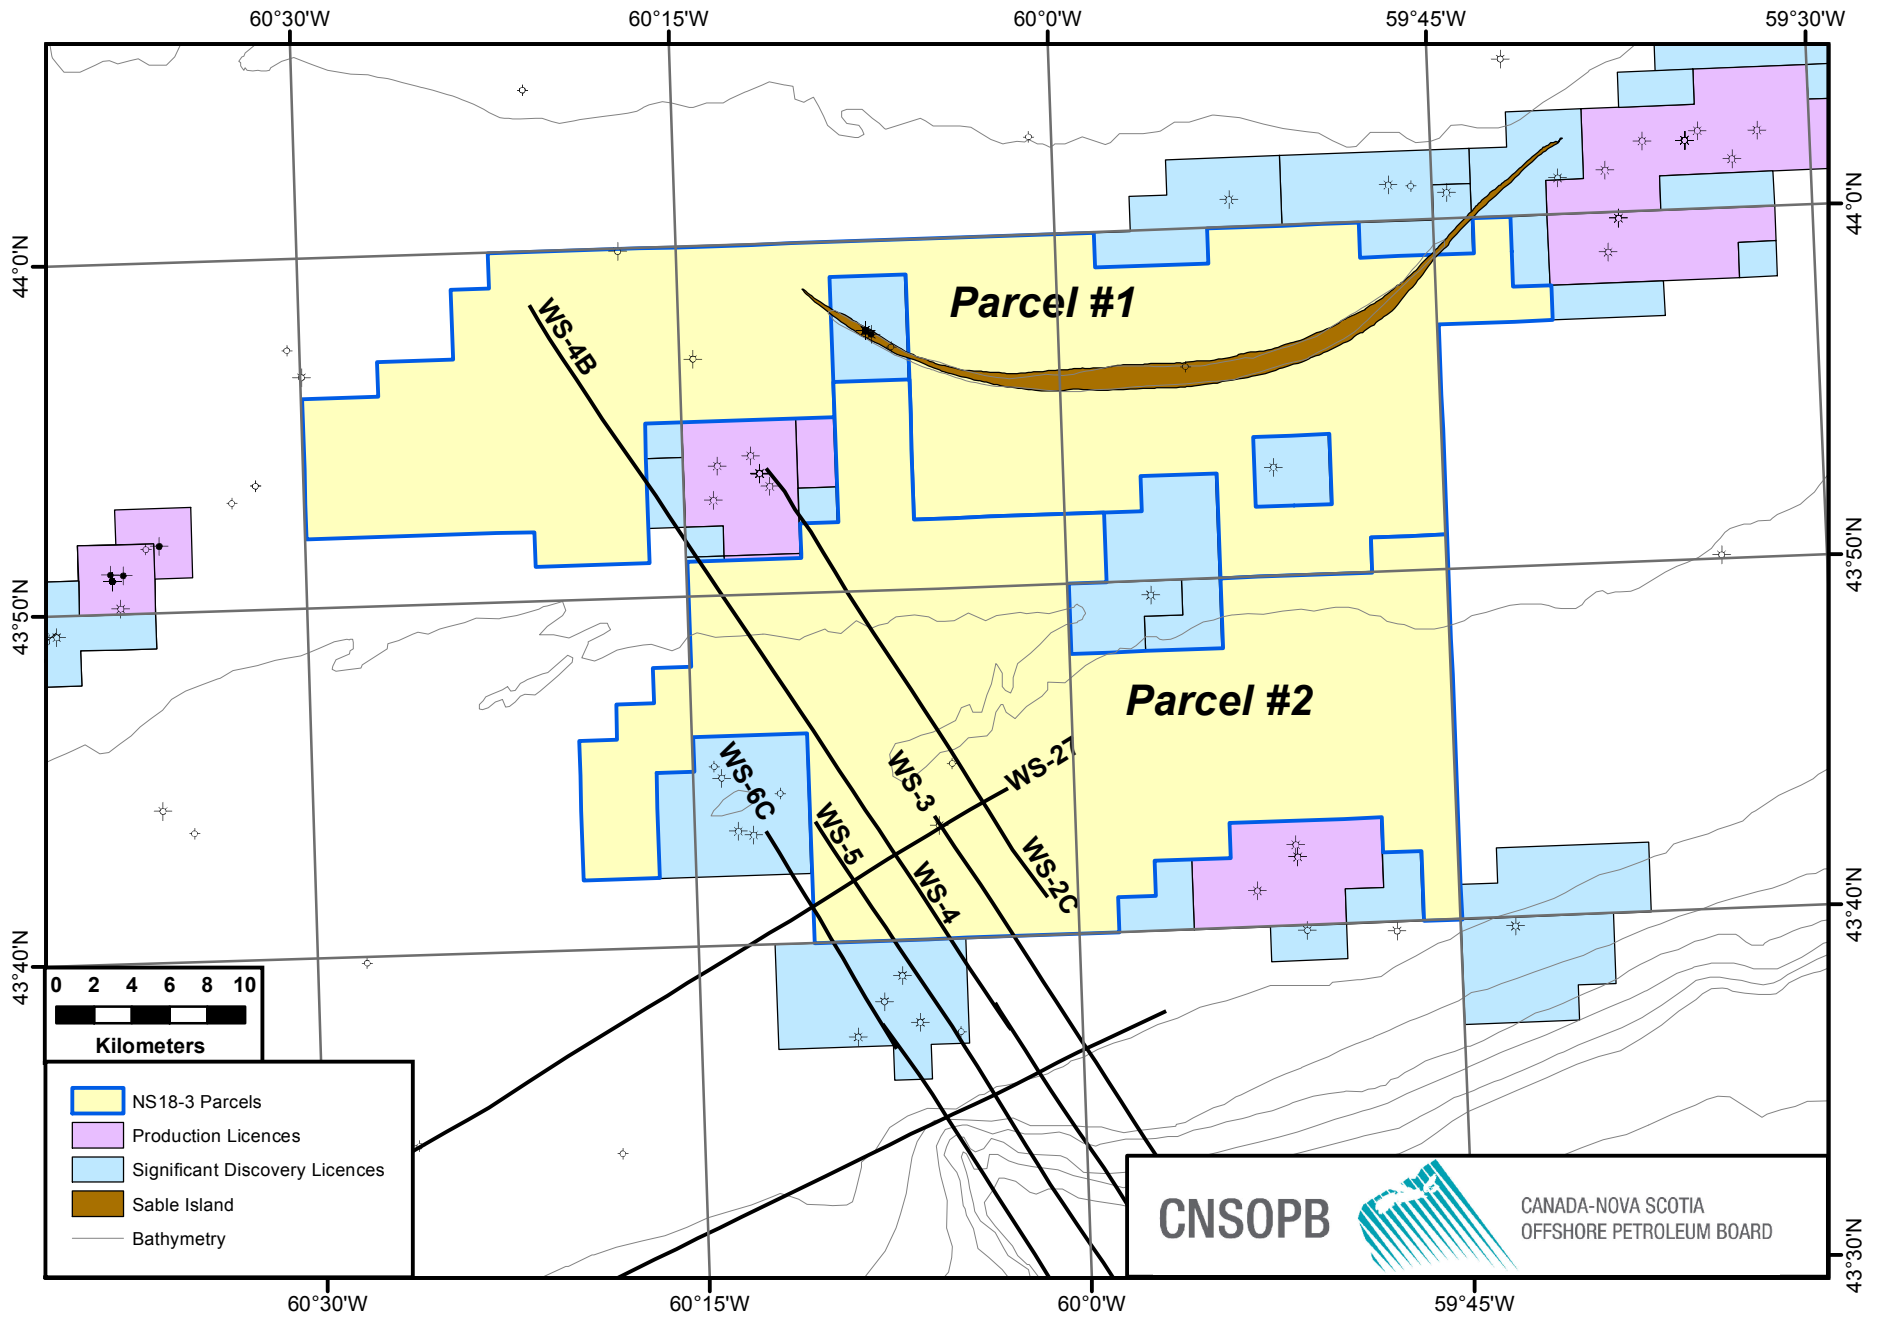 60°30'W 60°15'W 60°0'W 59°45'W 59°30'W
44°0'N
44°0'N
Parcel #1
WS-4B
43°50'N
43°50'N
Parcel #2
WS-27
WS-6C
WS-3
WS-5
WS-4
WS-2C
43°40'N
43°40'N
0 2 4 6 8 10
Kilometers
NS18-3 Parcels
Production Licences
Significant Discovery Licences
Sable Island
Bathymetry
CNSOPB
CANADA-NOVA SCOTIA
OFFSHORE PETROLEUM BOARD
43°30'N
60°30'W 60°15'W 60°0'W 59°45'W